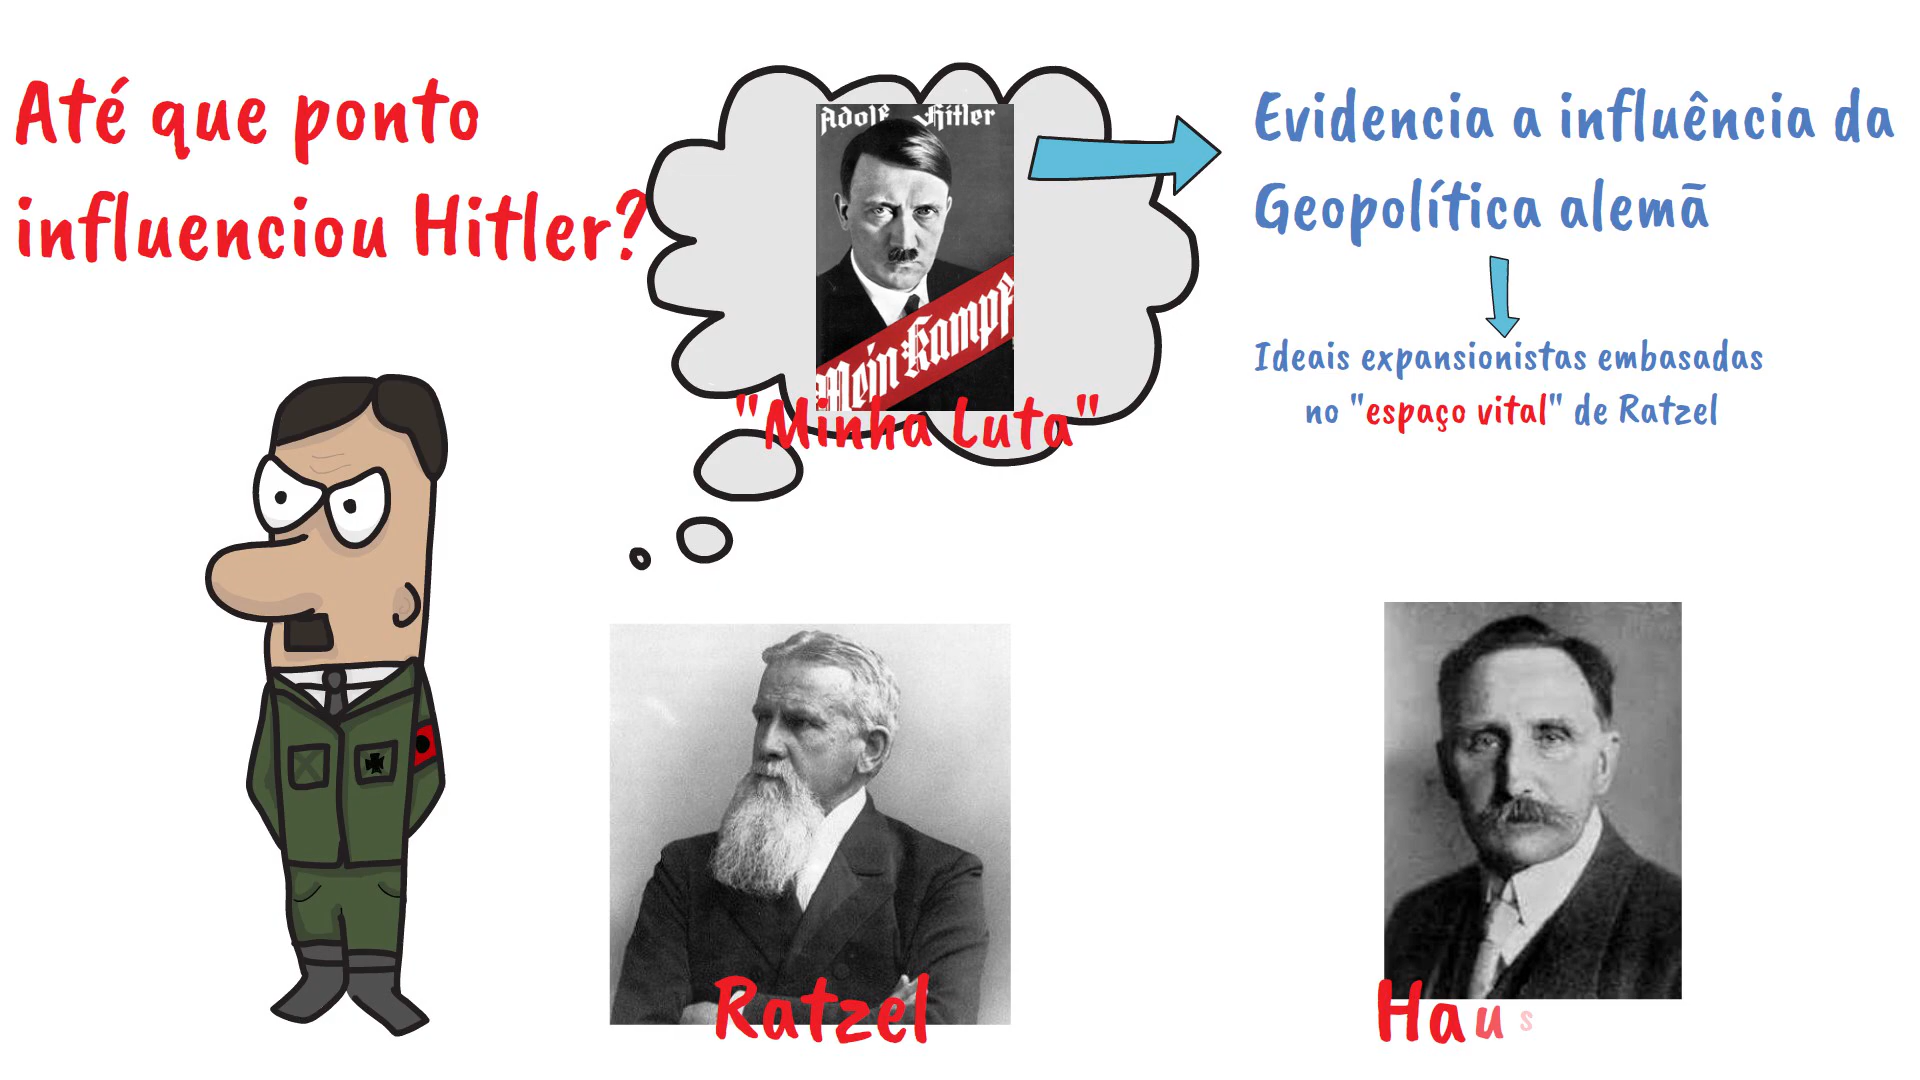 Até que ponto
influenciou Hitler?
Adolf Hitler
Mein Kampf
"Minha Luta"
Evidencia a influência da
Geopolítica alemã
Ideais expansionistas embasadas
no "espaço vital" de Ratzel
Ratzel
Haus